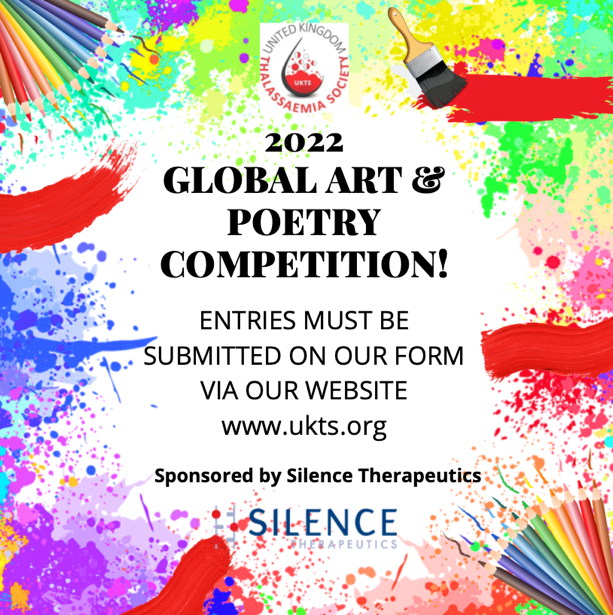 UNITED KINGDOM
THALASSAEMIA SOCIETY
UKTS
2022
GLOBAL ART &
POETRY
COMPETITION!
ENTRIES MUST BE
SUBMITTED ON OUR FORM
VIA OUR WEBSITE
www.ukts.org
Sponsored by Silence Therapeutics
SILENCE
THERAPEUTICS